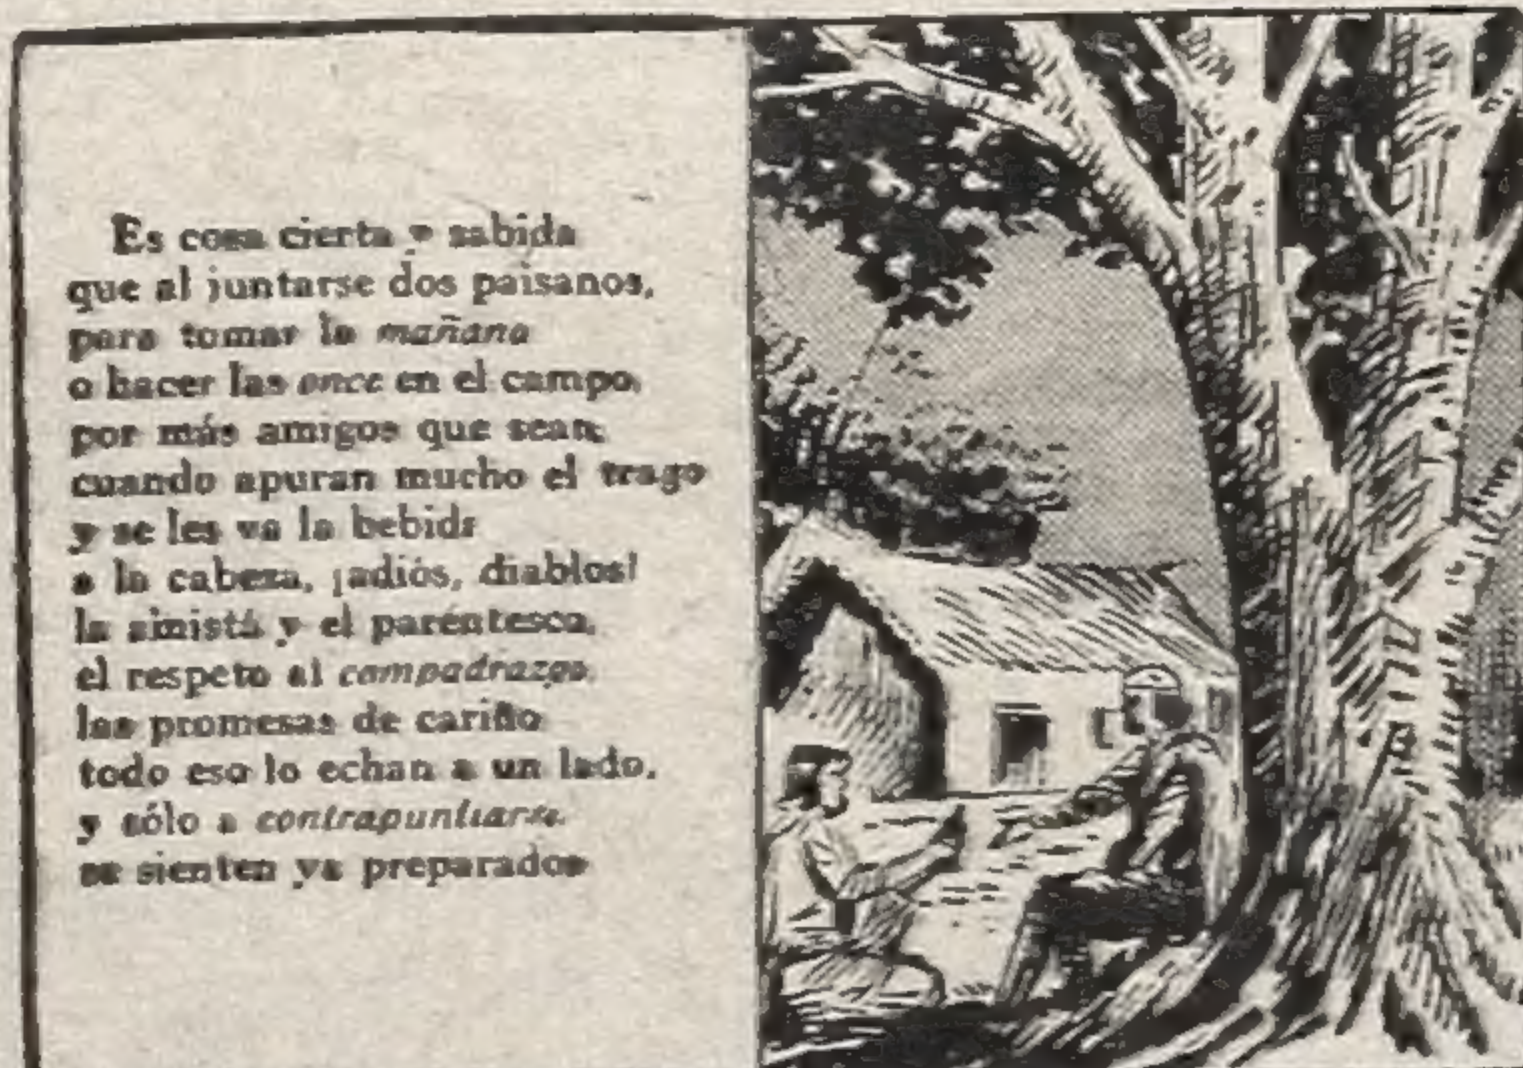 Es cosa cierta y sabida
que al juntarse dos paisanos,
para tomar la mañana
o hacer las once en el campo,
por más amigos que sean,
cuando apuran mucho el trago
y se les va la bebida
a la cabeza, ¡adiós, diablos!
la amistá y el parentesco,
el respeto al compadrazgo,
las promesas de cariño
todo eso lo echan a un lado,
y sólo a contrapuntiarse
se sienten ya preparados